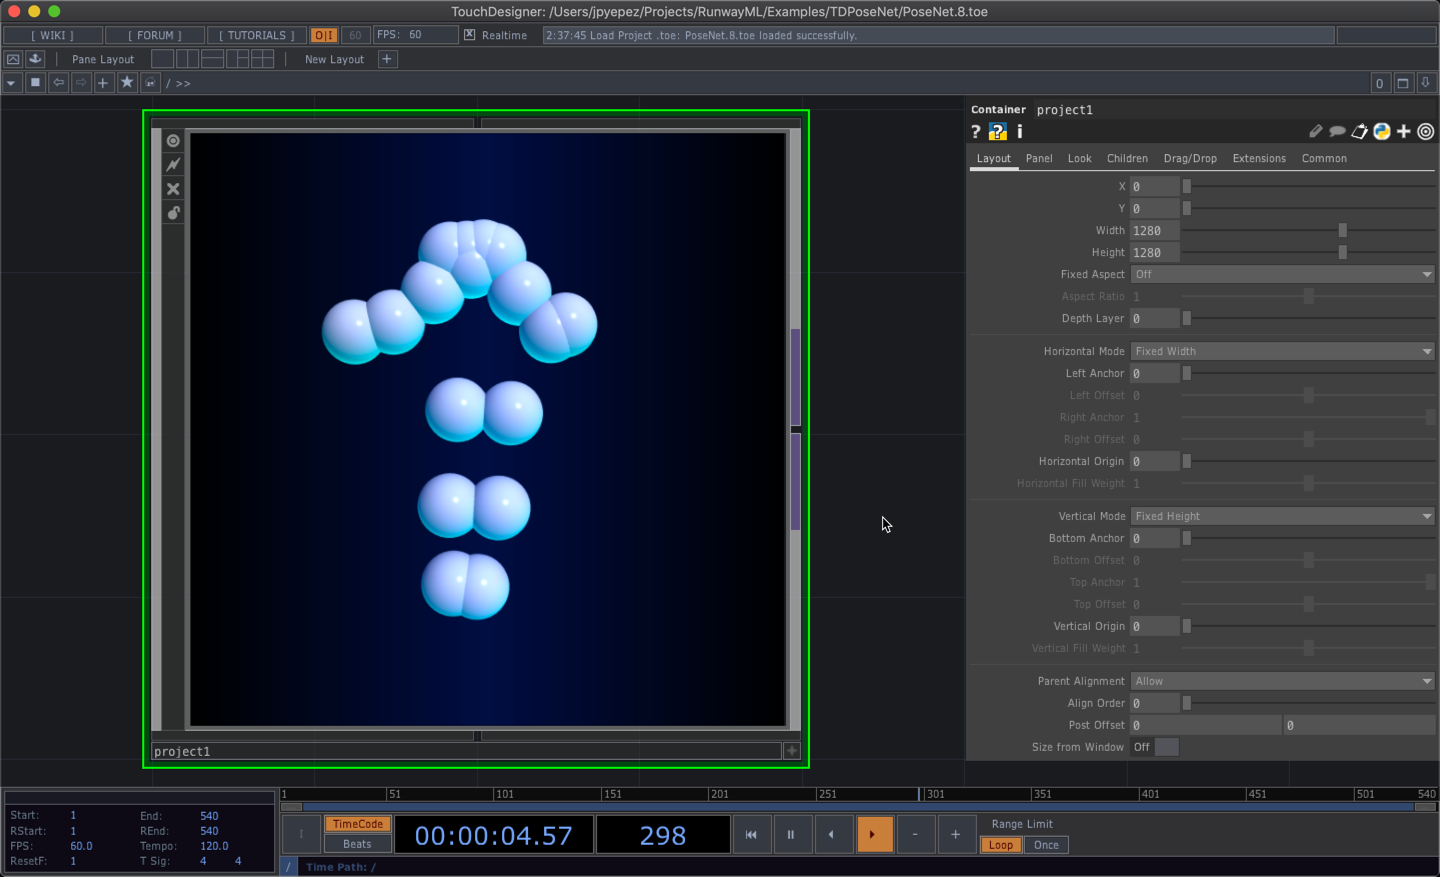 TouchDesigner: /Users/jpyepez/Projects/RunwayML/Examples/TDPoseNet/PoseNet.8.toe
[ WIKI ] [ FORUM ] [ TUTORIALS ] O|I 60 FPS: 60 Realtime 2:37:45 Load Project .toe: PoseNet.8.toe loaded successfully.
Pane Layout New Layout +
/ >> 0
Container project1
? ? i
Layout Panel Look Children Drag/Drop Extensions Common
X 0
Y 0
Width 1280
Height 1280
Fixed Aspect Off
Aspect Ratio 1
Depth Layer 0
Horizontal Mode Fixed Width
Left Anchor 0
Left Offset 0
Right Anchor 1
Right Offset 0
Horizontal Origin 0
Horizontal Fill Weight 1
Vertical Mode Fixed Height
Bottom Anchor 0
Bottom Offset 0
Top Anchor 1
Top Offset 0
Vertical Origin 0
Vertical Fill Weight 1
Parent Alignment Allow
Align Order 0
Post Offset 0 0
Size from Window Off
project1
1 51 101 151 201 251 301 351 401 451 501 540
Start: 1 End: 540
RStart: 1 REnd: 540
FPS: 60.0 Tempo: 120.0
ResetF: 1 T Sig: 4 4
TimeCode
Beats
00:00:04.57
298
- +
Range Limit
Loop Once
/ Time Path: /